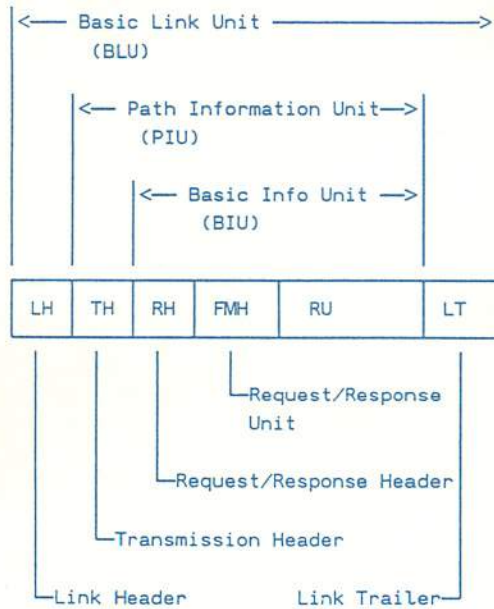 Basic Link Unit
(BLU)
Path Information Unit
(PIU)
Basic Info Unit
(BIU)
LH TH RH FMH RU LT
Request/Response
Unit
Request/Response Header
Transmission Header
Link Header Link Trailer